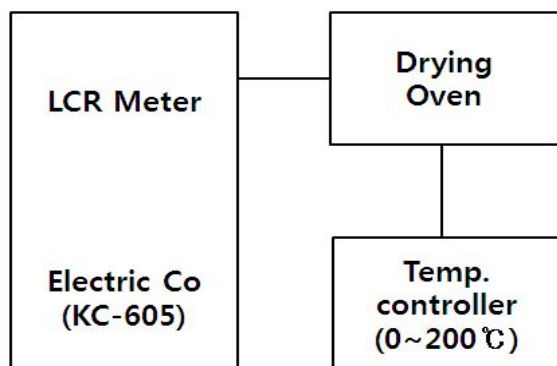 LCR Meter
Electric Co
(KC-605)
Drying
Oven
Temp.
controller
(0~200℃)